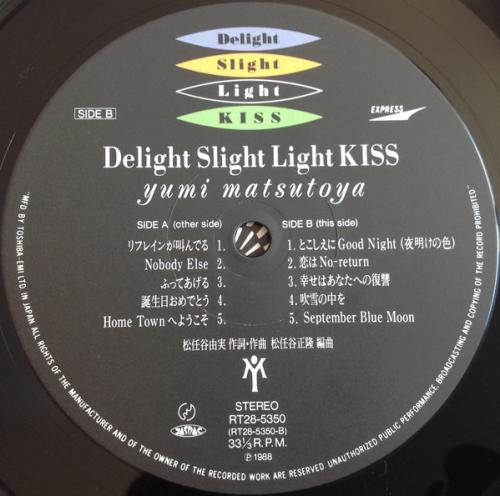 Delight
Slight
Light
KISS
SIDE B
EXPRESS
Delight Slight Light KISS
yumi matsutoya
SIDE A (other side)
リフレインが叫んでる 1.
Nobody Else 2.
ふってあげる 3.
誕生日おめでとう 4.
Home Townへようこそ 5.
SIDE B (this side)
1. とこしえにGood Night (夜明けの色)
2. 恋はNo-return
3. 幸せはあなたへの復讐
4. 吹雪の中を
5. September Blue Moon
松任谷由実 作詞・作曲 松任谷正隆 編曲
JASRAC
STEREO
RT28-5350
(RT28-5350-B)
33⅓ R.P.M.
℗ 1988
"MFD. BY TOSHIBA-EMI LTD. IN JAPAN ALL RIGHTS OF THE MANUFACTURER AND OF THE OWNER OF THE RECORDED WORK ARE RESERVED UNAUTHORIZED PUBLIC PERFORMANCE, BROADCASTING AND COPYING OF THE RECORD PROHIBITED"